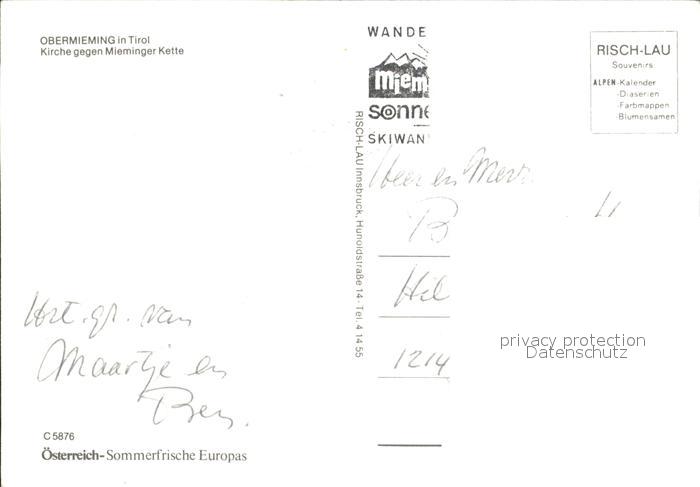 OBERMIEMING in Tirol
Kirche gegen Mieminger Kette
WANDE
miem
sonne
SKIWAN
RISCH-LAU
Souvenirs
ALPEN-Kalender
-Diaserien
-Farbmappen
-Blumensamen
RISCH-LAU Innsbruck, Hunoldstraße 14 - Tel. 4 14 55
Heer en Mevr.
B
Hil
1214
Hrt. gr. van
Maartje en
Ben.
privacy protection
Datenschutz
C 5876
Österreich-Sommerfrische Europas